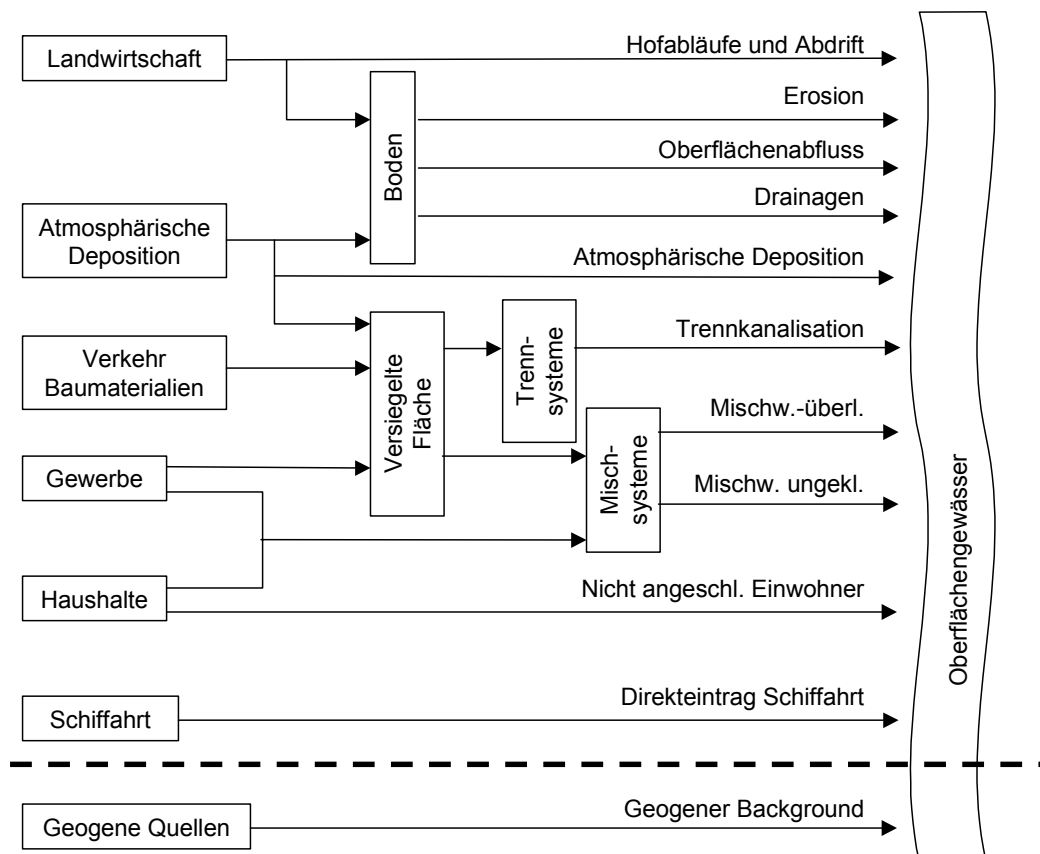 Landwirtschaft
Hofabläufe und Abdrift
Boden
Erosion
Oberflächenabfluss
Drainagen
Atmosphärische
Deposition
Atmosphärische Deposition
Verkehr
Baumaterialien
Versiegelte
Fläche
Trenn-
systeme
Trennkanalisation
Gewerbe
Misch-
systeme
Mischw.-überl.
Mischw. ungekl.
Haushalte
Nicht angeschl. Einwohner
Schiffahrt
Direkteintrag Schiffahrt
Geogene Quellen
Geogener Background
Oberflächengewässer